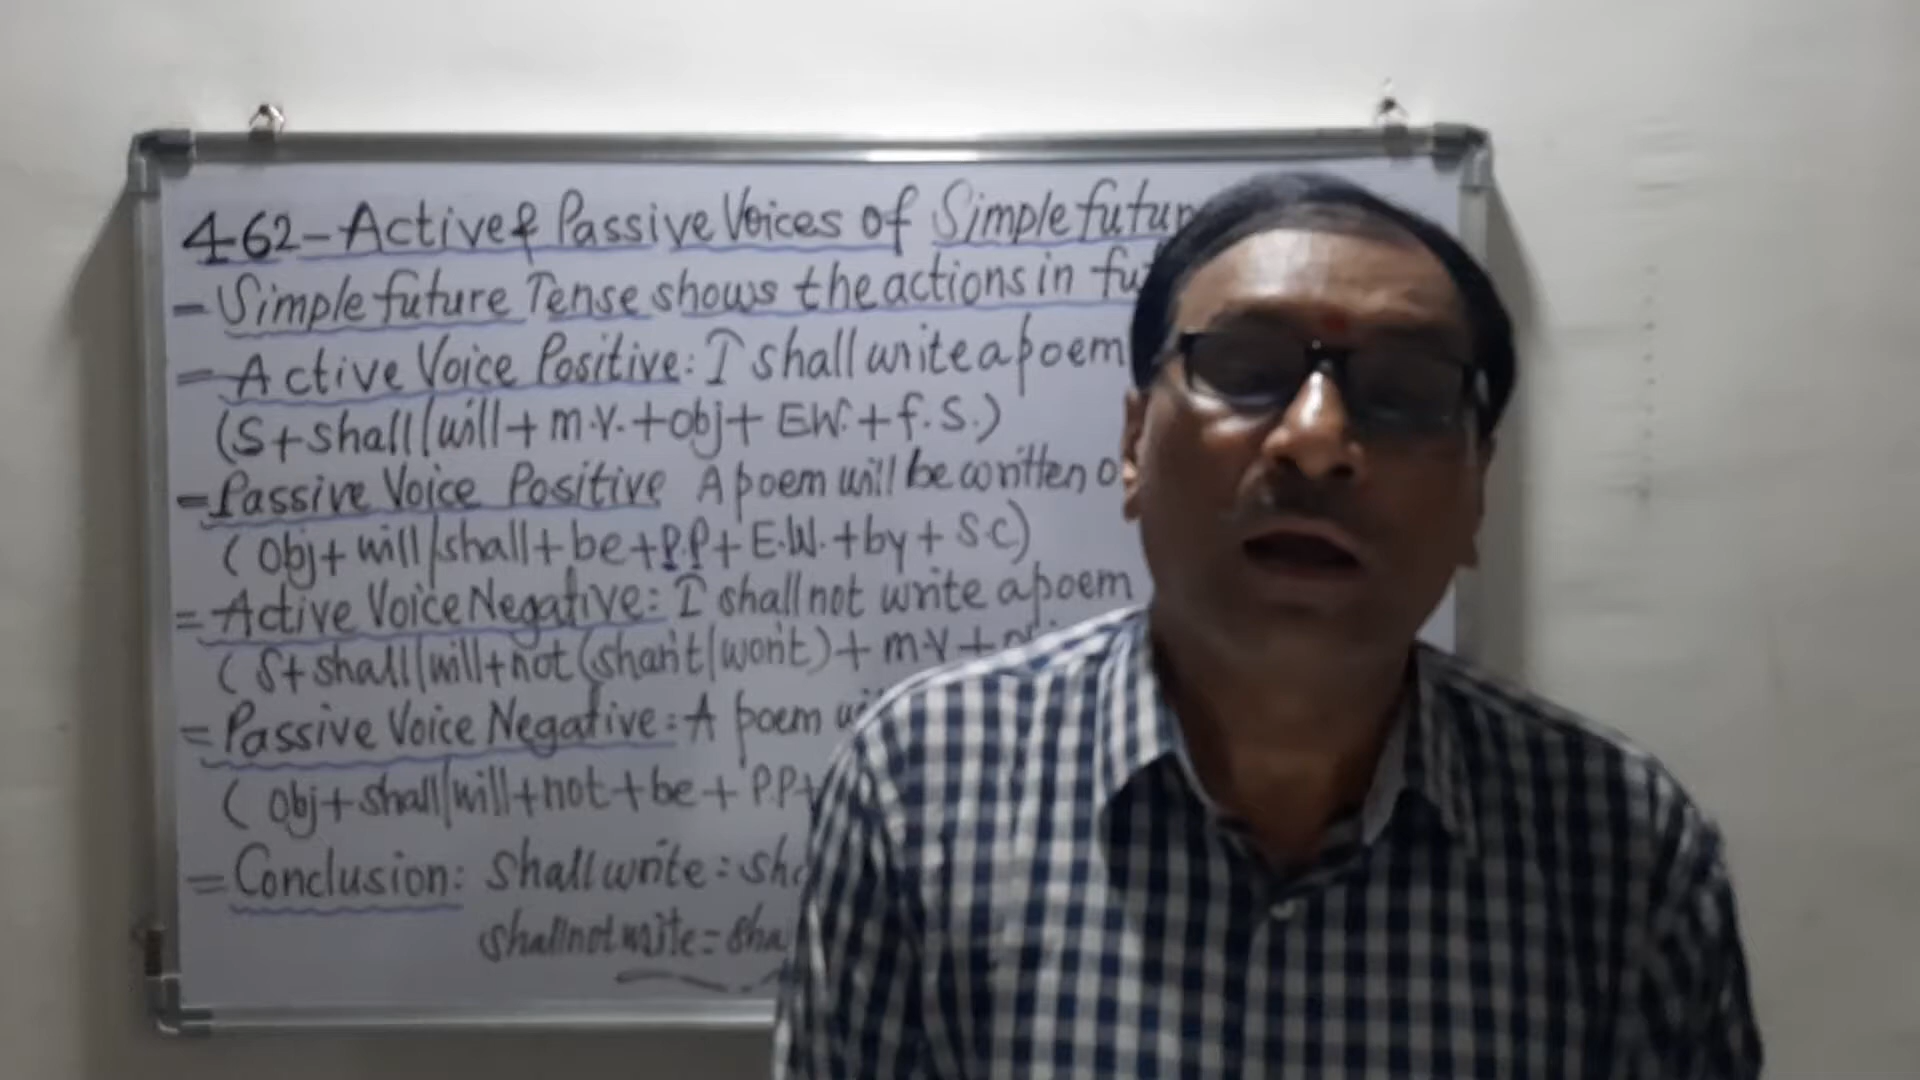 462-Active & Passive Voices of Simple futur
- Simple future Tense shows the actions in fu
- Active Voice Positive: I shall write a poem
(S+shall/will+m.v.+obj+E.W.+f.S.)
= Passive Voice Positive A poem will be written o
(Obj+will/shall+be+P.P+E.W.+by+S.C)
= Active Voice Negative: I shall not write a poem
(S+shall/will+not(shan't/won't)+m.v+
= Passive Voice Negative: A poem
(Obj+shall/will+not+be+P.P+
= Conclusion: shall write = sha
shall not write = sha